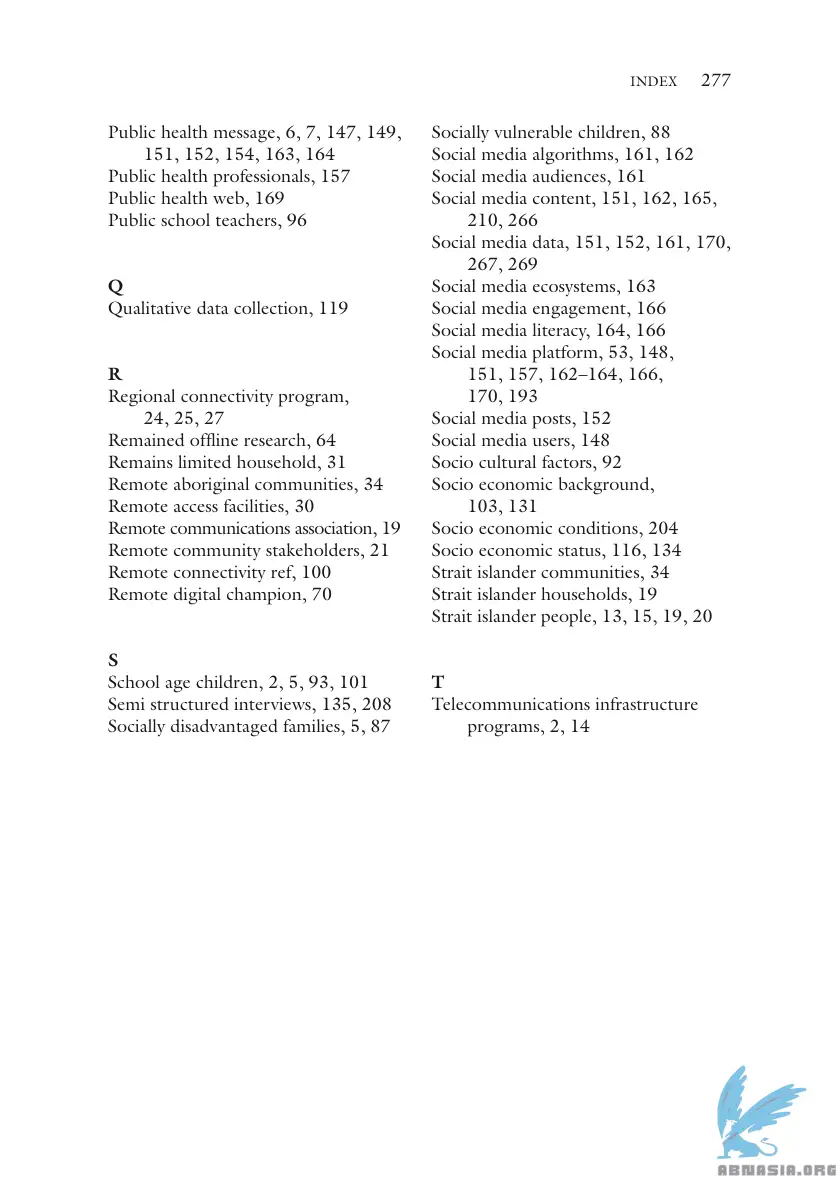 INDEX 277
Public health message, 6, 7, 147, 149,
151, 152, 154, 163, 164
Public health professionals, 157
Public health web, 169
Public school teachers, 96
Q
Qualitative data collection, 119
R
Regional connectivity program,
24, 25, 27
Remained offline research, 64
Remains limited household, 31
Remote aboriginal communities, 34
Remote access facilities, 30
Remote communications association, 19
Remote community stakeholders, 21
Remote connectivity ref, 100
Remote digital champion, 70
S
School age children, 2, 5, 93, 101
Semi structured interviews, 135, 208
Socially disadvantaged families, 5, 87
Socially vulnerable children, 88
Social media algorithms, 161, 162
Social media audiences, 161
Social media content, 151, 162, 165,
210, 266
Social media data, 151, 152, 161, 170,
267, 269
Social media ecosystems, 163
Social media engagement, 166
Social media literacy, 164, 166
Social media platform, 53, 148,
151, 157, 162–164, 166,
170, 193
Social media posts, 152
Social media users, 148
Socio cultural factors, 92
Socio economic background,
103, 131
Socio economic conditions, 204
Socio economic status, 116, 134
Strait islander communities, 34
Strait islander households, 19
Strait islander people, 13, 15, 19, 20
T
Telecommunications infrastructure
programs, 2, 14
ABNASIA.ORG